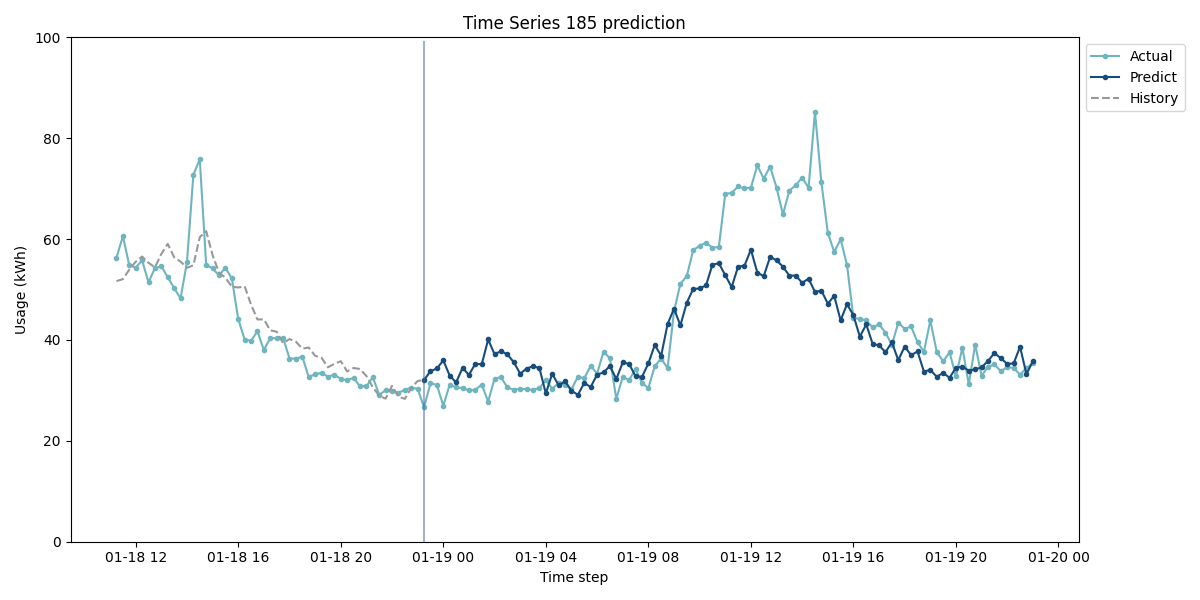 Time Series 185 prediction
100
80
60
40
20
0
Usage (kWh)
01-18 12
01-18 16
01-18 20
01-19 00
01-19 04
01-19 08
01-19 12
01-19 16
01-19 20
01-20 00
Time step
Actual
Predict
History